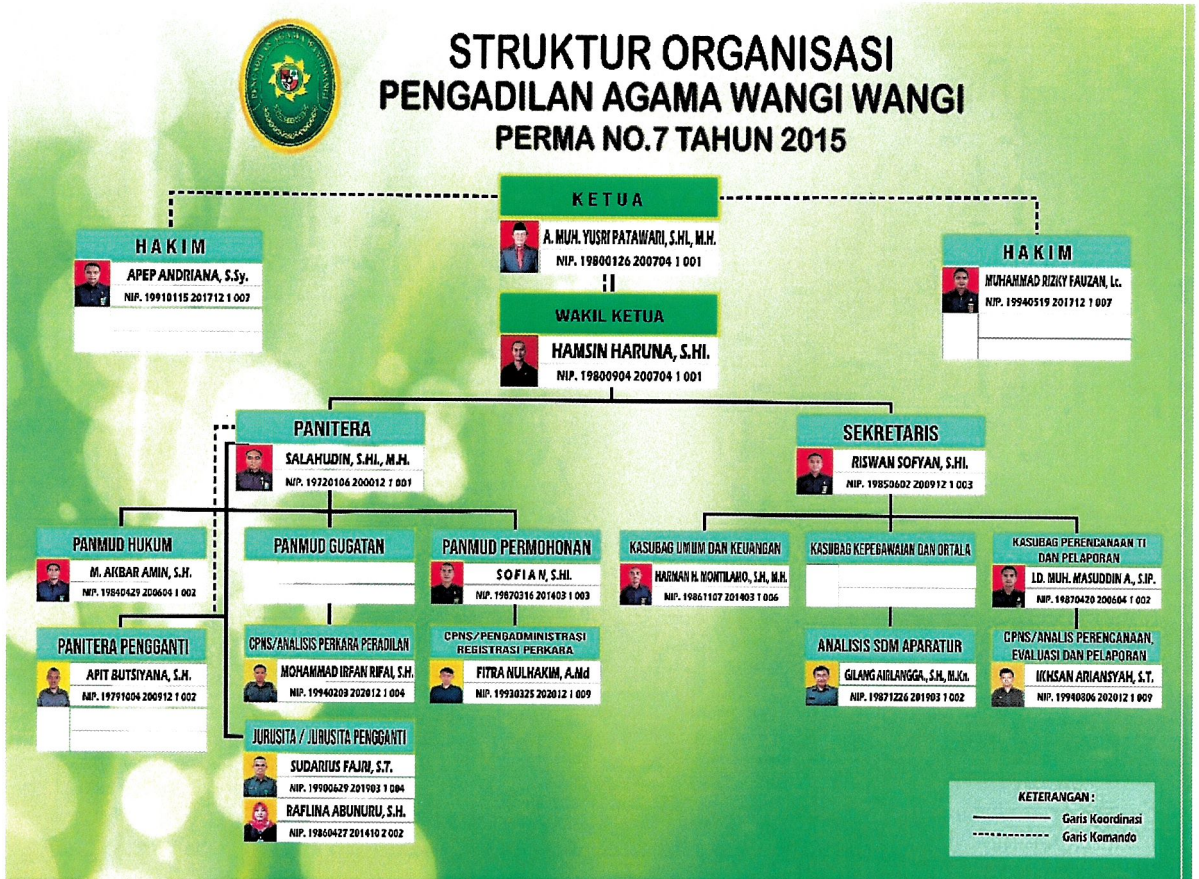 STRUKTUR ORGANISASI
PENGADILAN AGAMA WANGI WANGI
PERMA NO.7 TAHUN 2015
KETUA
A. MUH. YUSRI PATAWARI, S.HI., M.H.
NIP. 19800126 200704 1 001
HAKIM
APEP ANDRIANA, S.Sy.
NIP. 19910115 201712 1 007
HAKIM
MUHAMMAD RIZKY FAUZAN, Lc.
NIP. 19940519 201712 1 007
WAKIL KETUA
HAMSIN HARUNA, S.HI.
NIP. 19800904 200704 1 001
PANITERA
SALAHUDIN, S.HI., M.H.
NIP. 19720106 200012 1 001
SEKRETARIS
RISWAN SOFYAN, S.HI.
NIP. 19850602 200912 1 003
PANMUD HUKUM
M. AKBAR AMIN, S.H.
NIP. 19840429 200604 1 002
PANMUD GUGATAN
PANMUD PERMOHONAN
SOFIAN, S.HI.
NIP. 19870316 201403 1 003
KASUBAG UMUM DAN KEUANGAN
HARMAN H. MONTILAHO., S.H., M.H.
NIP. 19861107 201403 1 006
KASUBAG KEPEGAWAIAN DAN ORTALA
KASUBAG PERENCANAAN TI
DAN PELAPORAN
LD. MUH. MASUDDIN A., S.IP.
NIP. 19870420 200604 1 002
PANITERA PENGGANTI
APIT BUTSIYANA, S.H.
NIP. 19791004 200912 1 002
CPNS/ANALISIS PERKARA PERADILAN
MOHAMMAD IRFAN RIFAI, S.H.
NIP. 19940203 202012 1 004
CPNS/PENGADMINISTRASI
REGISTRASI PERKARA
FITRA NULHAKIM, A.Md
NIP. 19930325 202012 1 009
ANALISIS SDM APARATUR
GILANG AIRLANGGA., S.H., M.Kn.
NIP. 19871226 201903 1 002
CPNS/ANALIS PERENCANAAN,
EVALUASI DAN PELAPORAN
IKHSAN ARIANSYAH, S.T.
NIP. 19940806 202012 1 009
JURUSITA / JURUSITA PENGGANTI
SUDARIUS FAJRI, S.T.
NIP. 19900629 201903 1 004
RAFLINA ABUNURU, S.H.
NIP. 19860427 201410 2 002
KETERANGAN :
Garis Koordinasi
Garis Komando